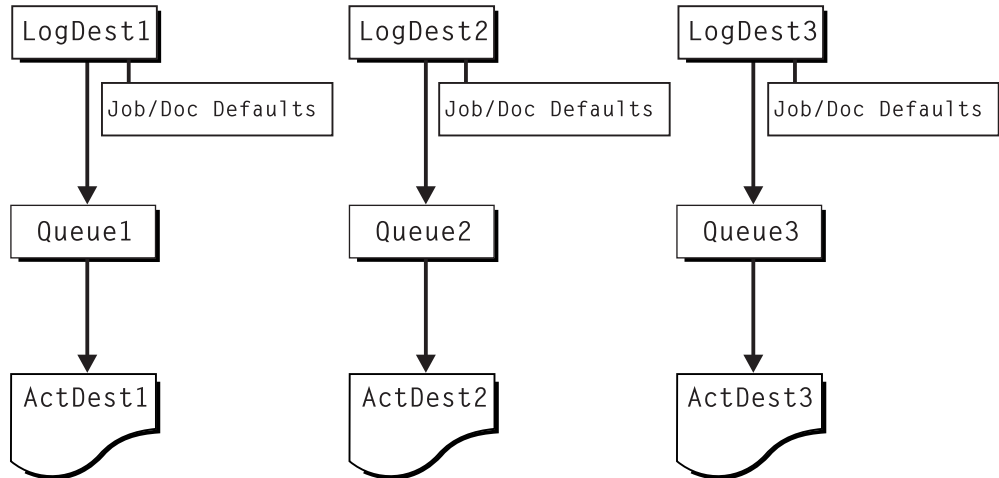 LogDest1
LogDest2
LogDest3
Job/Doc Defaults
Job/Doc Defaults
Job/Doc Defaults
Queue1
Queue2
Queue3
ActDest1
ActDest2
ActDest3